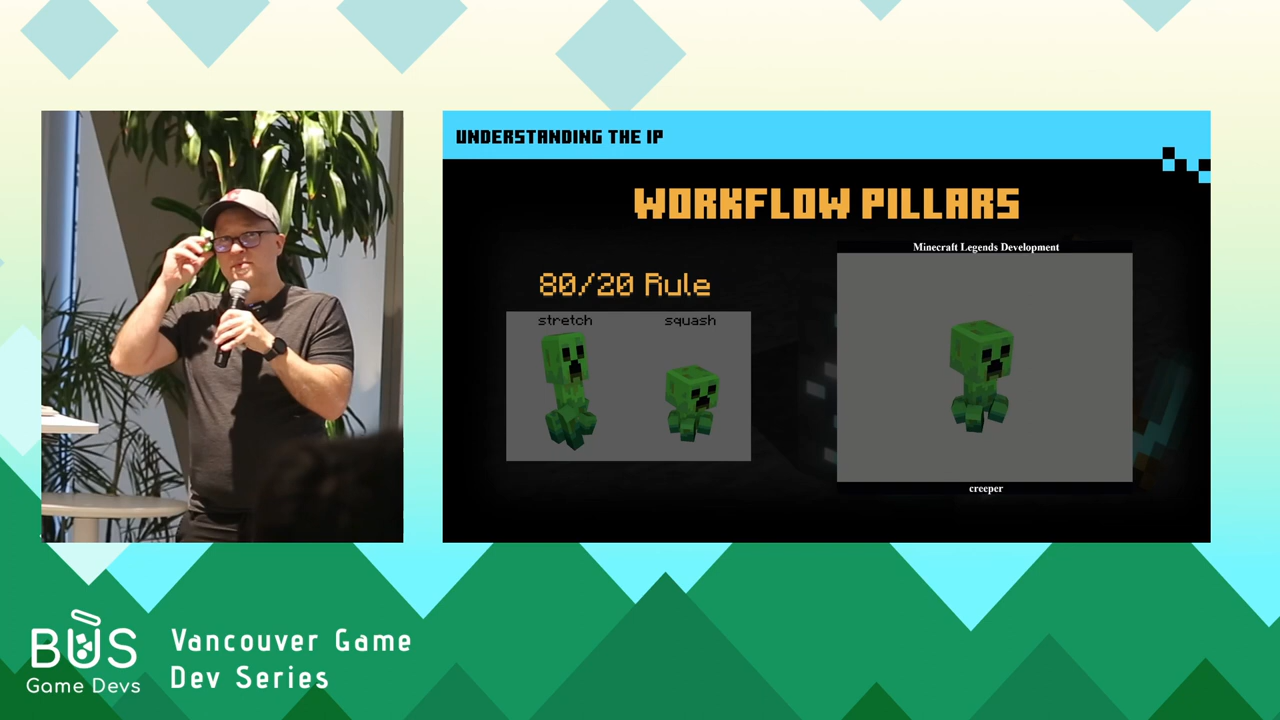 UNDERSTANDING THE IP
WORKFLOW PILLARS
80/20 Rule
stretch squash
Minecraft Legends Development
creeper
BUS
Game Devs
Vancouver Game
Dev Series